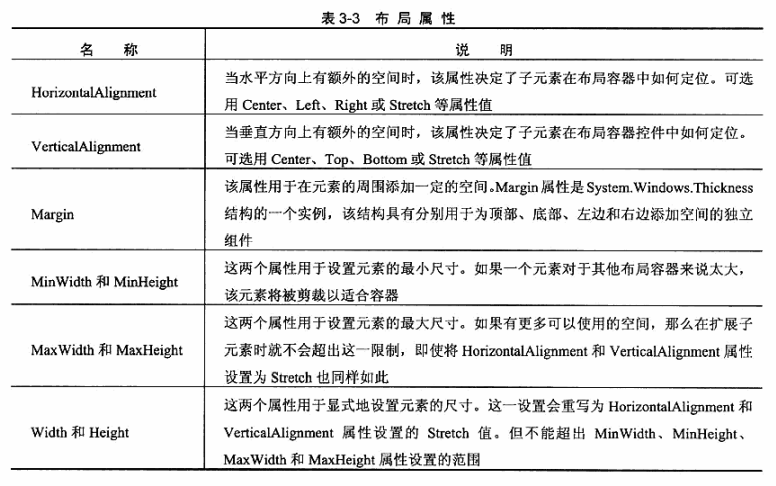 表3-3 布局属性
名 称 说 明
HorizontalAlignment
当水平方向上有额外的空间时，该属性决定了子元素在布局容器中如何定位。可选
用 Center、Left、Right 或 Stretch 等属性值
VerticalAlignment
当垂直方向上有额外的空间时，该属性决定了子元素在布局容器控件中如何定位。
可选用 Center、Top、Bottom 或 Stretch 等属性值
Margin
该属性用于在元素的周围添加一定的空间。Margin 属性是 System.Windows.Thickness
结构的一个实例，该结构具有分别用于为顶部、底部、左边和右边添加空间的独立
组件
MinWidth 和 MinHeight
这两个属性用于设置元素的最小尺寸。如果一个元素对于其他布局容器来说太大，
该元素将被剪裁以适合容器
MaxWidth 和 MaxHeight
这两个属性用于设置元素的最大尺寸。如果有更多可以使用的空间，那么在扩展子
元素时就不会超出这一限制，即使将 HorizontalAlignment 和 VerticalAlignment 属性
设置为 Stretch 也同样如此
Width 和 Height
这两个属性用于显式地设置元素的尺寸。这一设置会重写为 HorizontalAlignment 和
VerticalAlignment 属性设置的 Stretch 值。但不能超出 MinWidth、MinHeight、
MaxWidth 和 MaxHeight 属性设置的范围